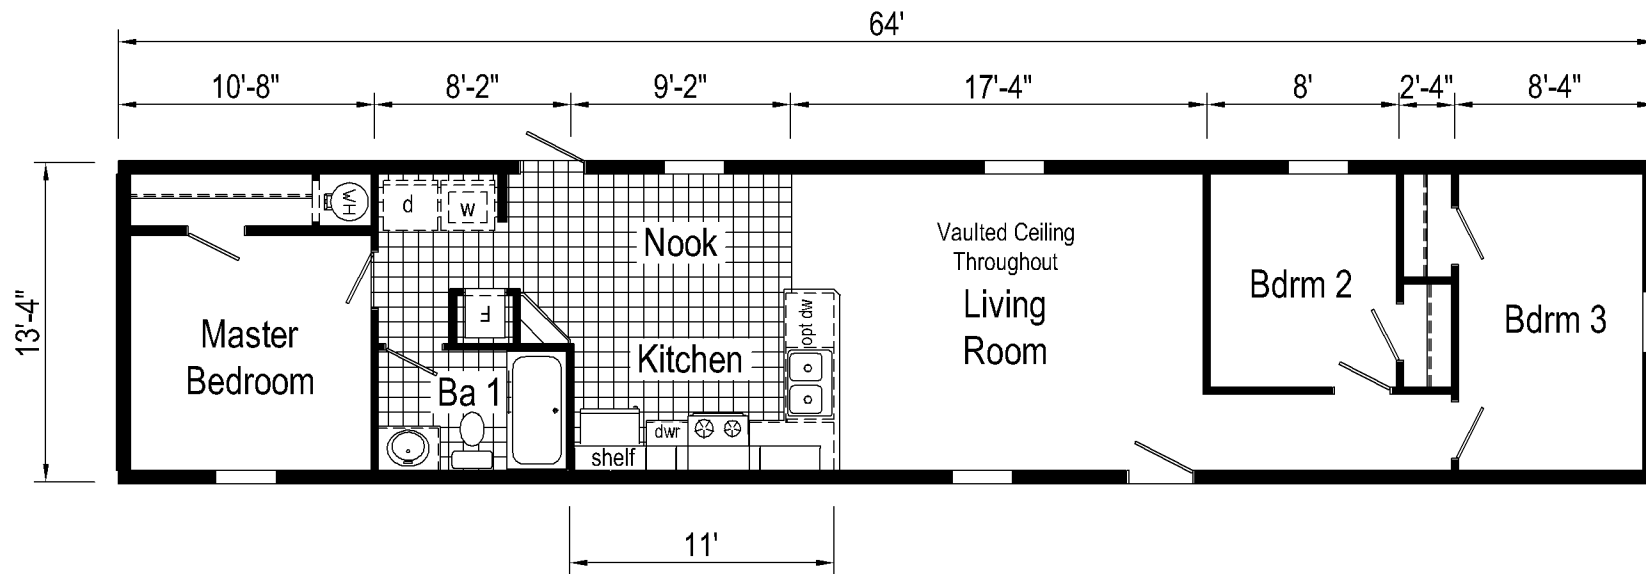 64'
10'-8"
8'-2"
9'-2"
17'-4"
8'
2'-4"
8'-4"
13'-4"
WH
d
w
Nook
Vaulted Ceiling
Throughout
Living
Room
Bdrm 2
Bdrm 3
Master
Bedroom
F
opt dw
Kitchen
Ba 1
dwr
shelf
11'